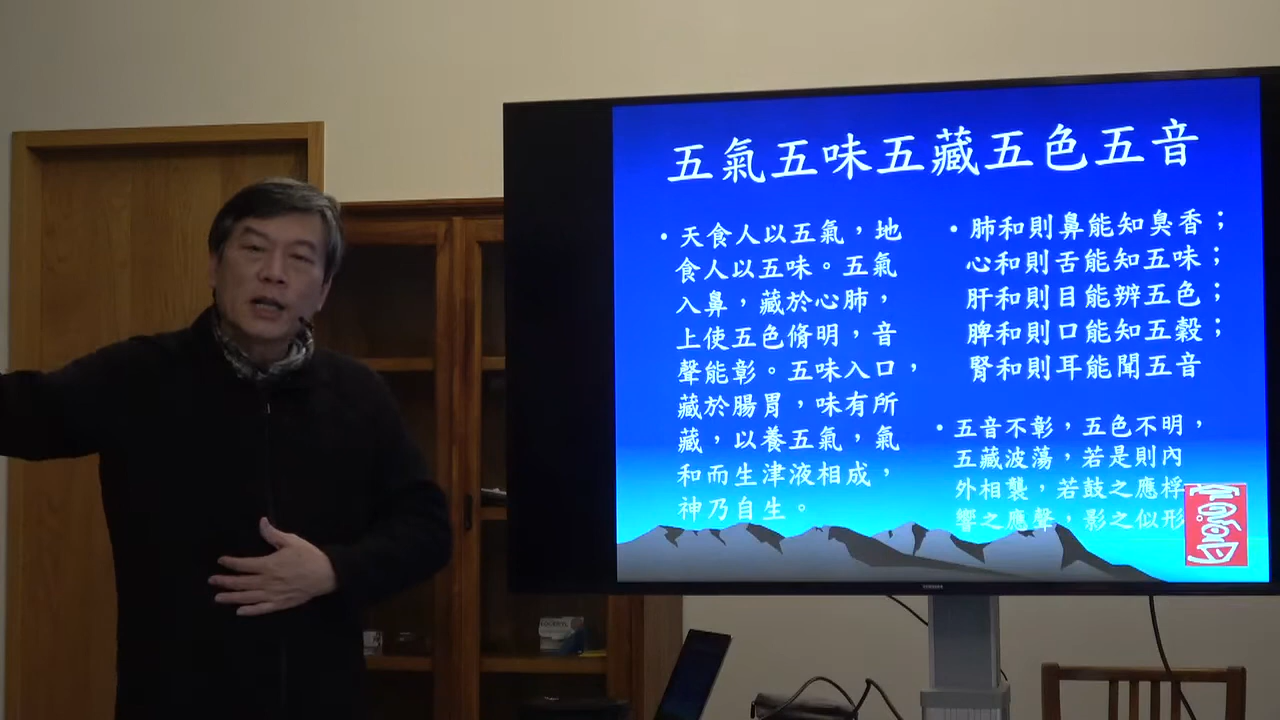 五氣五味五藏五色五音
•天食人以五氣，地
食人以五味。五氣
入鼻，藏於心肺，
上使五色脩明，音
聲能彰。五味入口，
藏於腸胃，味有所
藏，以養五氣，氣
和而生津液相成，
神乃自生。
•肺和則鼻能知臭香；
心和則舌能知五味；
肝和則目能辨五色；
脾和則口能知五穀；
腎和則耳能聞五音
•五音不彰，五色不明，
五藏波蕩，若是則內
外相襲，若鼓之應桴
響之應聲，影之似形